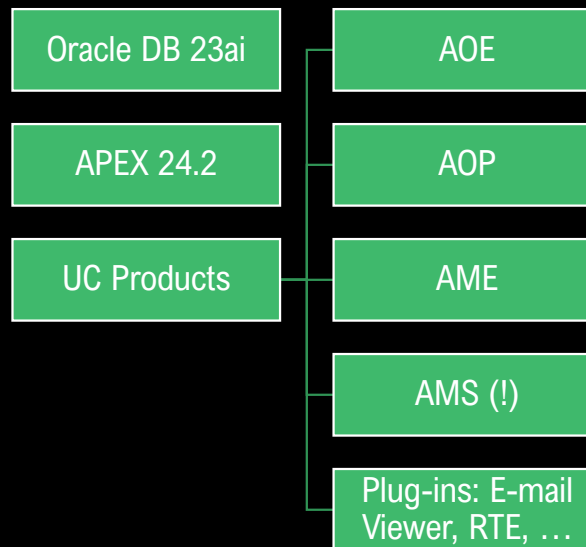 Oracle DB 23ai
APEX 24.2
UC Products
AOE
AOP
AME
AMS (!)
Plug-ins: E-mail
Viewer, RTE, …